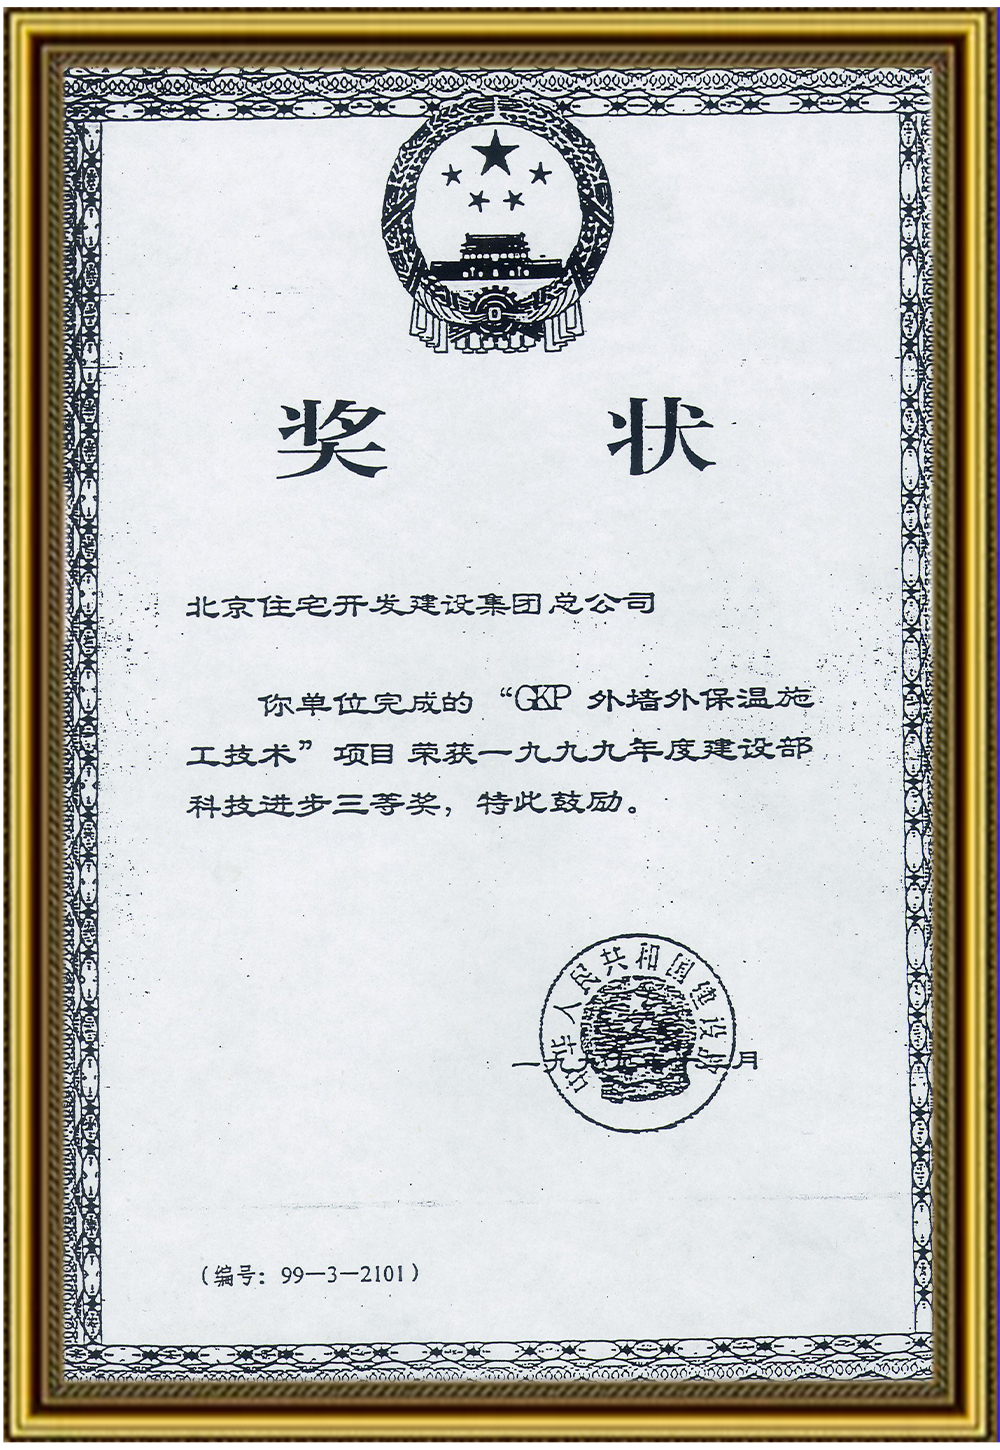 奖 状
北京住宅开发建设集团总公司
你单位完成的“GKP 外墙外保温施
工技术”项目 荣获一九九九年度建设部
科技进步三等奖，特此鼓励。
人民共和国建设部
一九
月
（编号：99—3—2101）